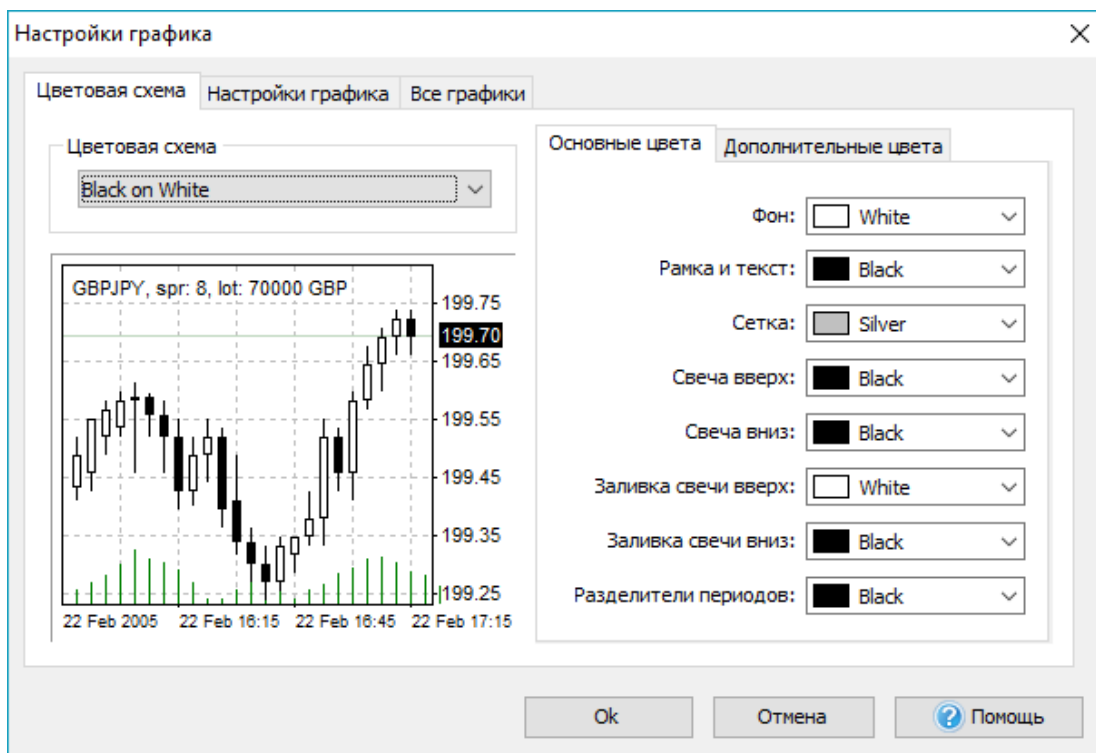 Настройки графика
Цветовая схема Настройки графика Все графики
Цветовая схема
Black on White
GBPJPY, spr: 8, lot: 70000 GBP
199.75
199.70
199.65
199.55
199.45
199.35
199.25
22 Feb 2005 22 Feb 16:15 22 Feb 16:45 22 Feb 17:15
Основные цвета Дополнительные цвета
Фон: White
Рамка и текст: Black
Сетка: Silver
Свеча вверх: Black
Свеча вниз: Black
Заливка свечи вверх: White
Заливка свечи вниз: Black
Разделители периодов: Black
Ok Отмена ? Помощь